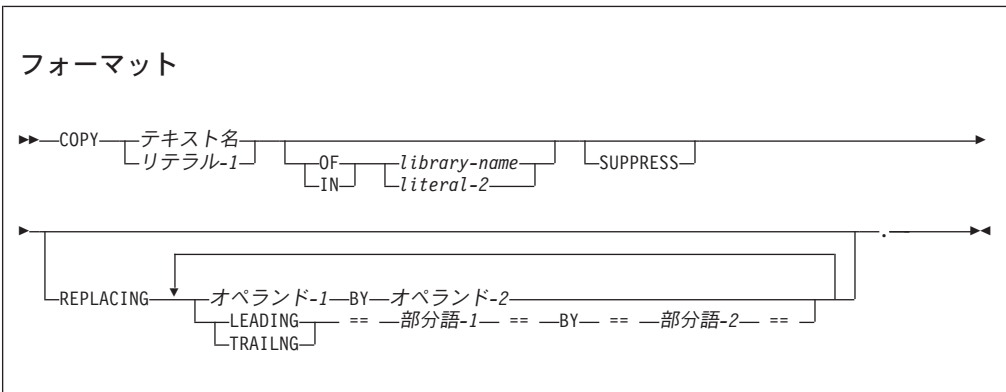 フォーマット
COPY テキスト名
リテラル-1
OF library-name SUPPRESS
IN literal-2
.
REPLACING オペランド-1 BY オペランド-2
LEADING == 部分語-1 == BY == 部分語-2 ==
TRAILNG